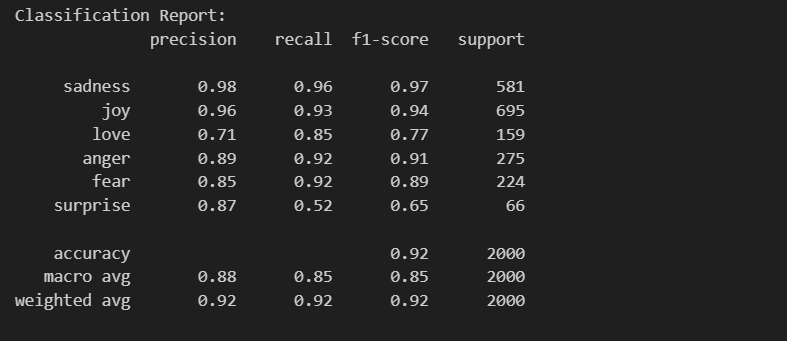 Classification Report:
precision recall f1-score support
sadness 0.98 0.96 0.97 581
joy 0.96 0.93 0.94 695
love 0.71 0.85 0.77 159
anger 0.89 0.92 0.91 275
fear 0.85 0.92 0.89 224
surprise 0.87 0.52 0.65 66
accuracy 0.92 2000
macro avg 0.88 0.85 0.85 2000
weighted avg 0.92 0.92 0.92 2000